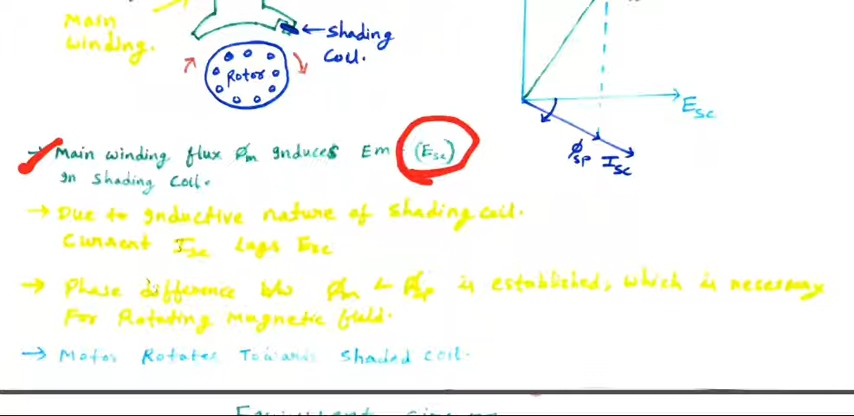 Main
winding.
shading
coil.
Rotor
Esc
ϕsp Isc
→ Main winding flux ϕm induces Em (Esc)
in shading coil.
→ Due to inductive nature of shading coil.
Current Isc lags Esc
→ Phase difference b/w ϕm & ϕsp is established, which is necessary
For Rotating Magnetic field.
→ Motor Rotates Towards shaded coil.